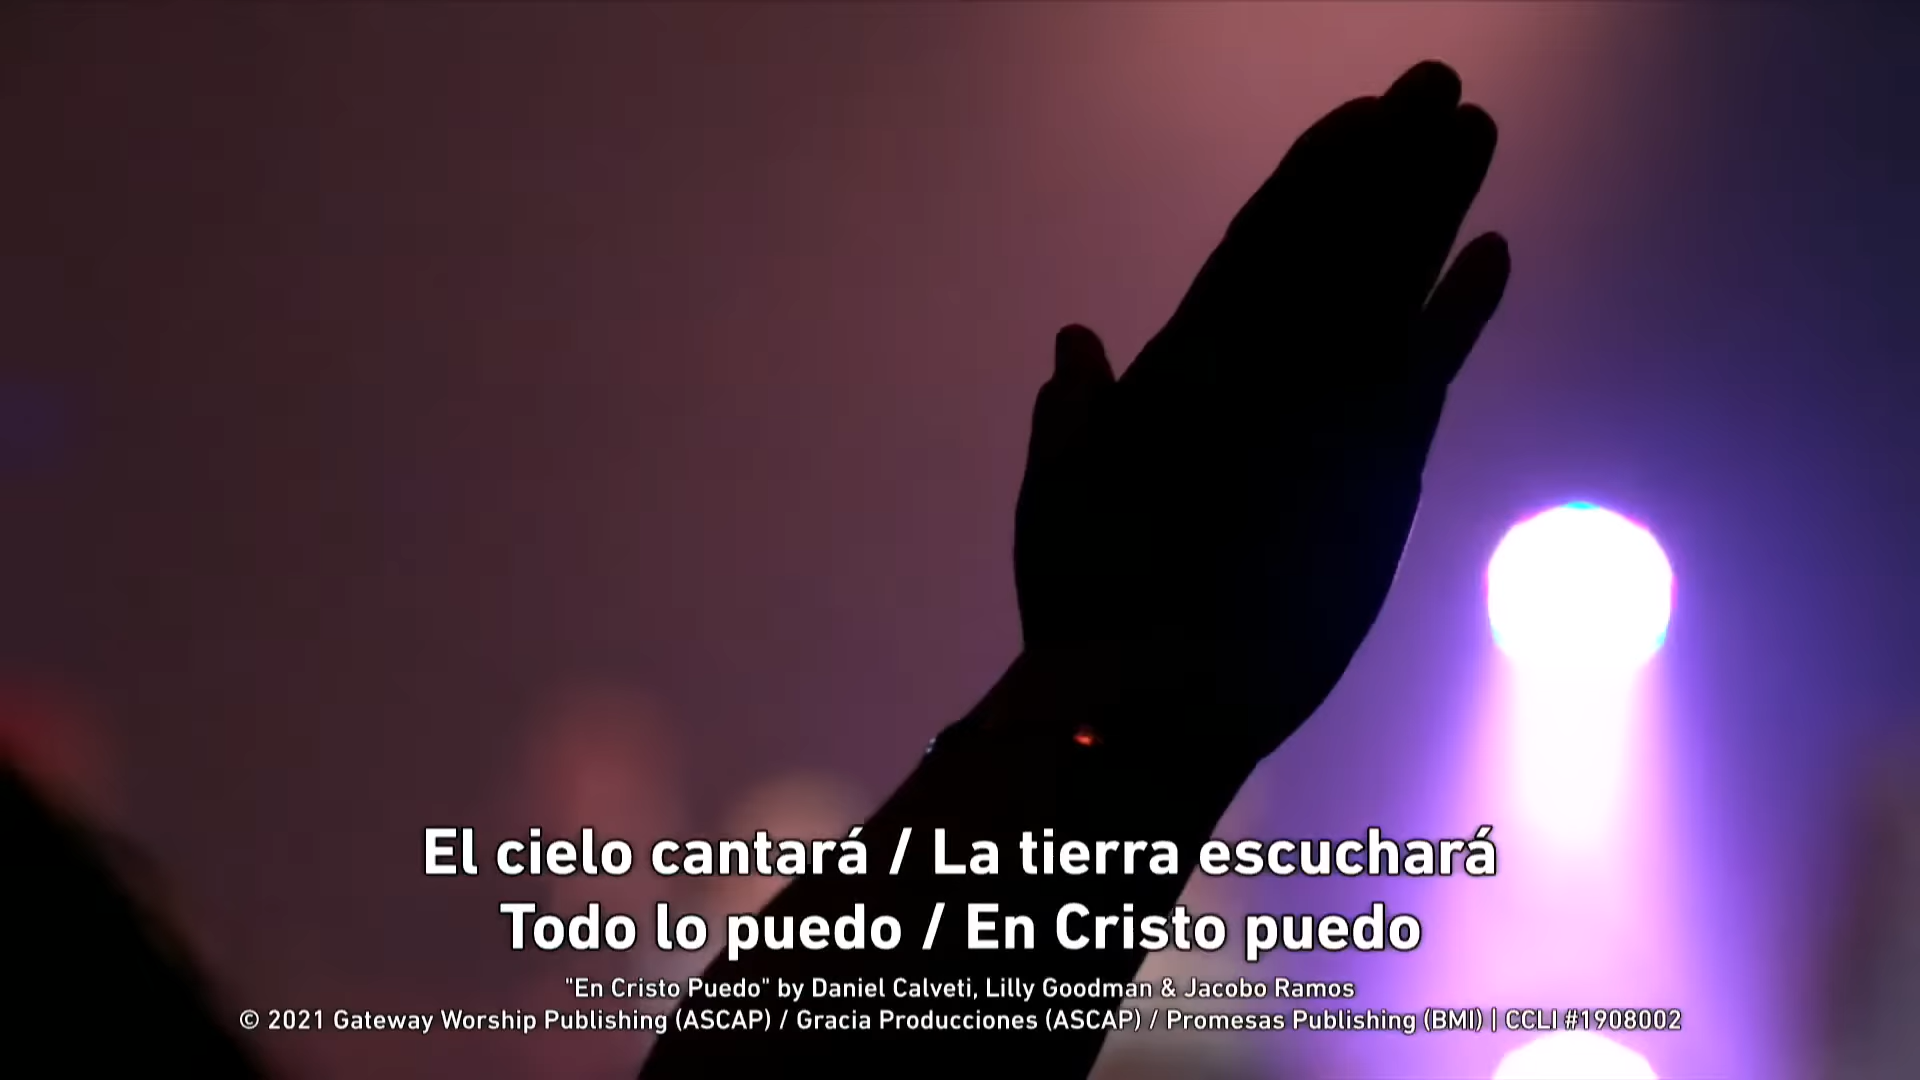 El cielo cantará / La tierra escuchará
Todo lo puedo / En Cristo puedo
"En Cristo Puedo" by Daniel Calveti, Lilly Goodman & Jacobo Ramos
© 2021 Gateway Worship Publishing (ASCAP) / Gracia Producciones (ASCAP) / Promesas Publishing (BMI) | CCLI #1908002